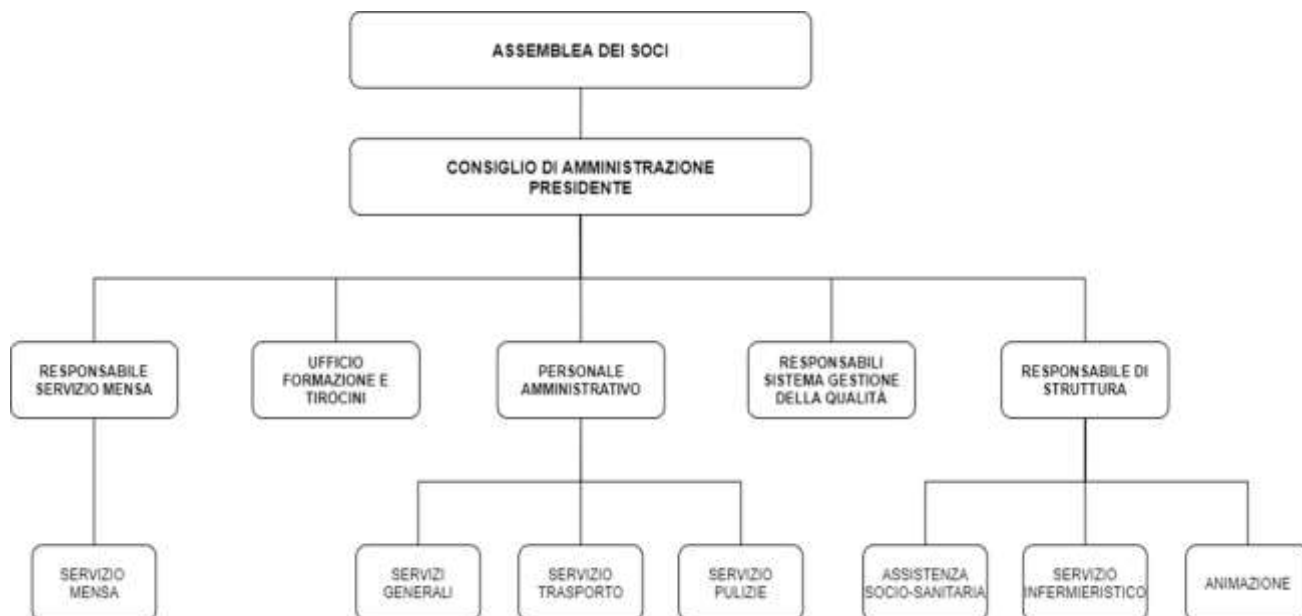 ASSEMBLEA DEI SOCI
CONSIGLIO DI AMMINISTRAZIONE
PRESIDENTE
RESPONSABILE
SERVIZIO MENSA
UFFICIO
FORMAZIONE E
TIROCINI
PERSONALE
AMMINISTRATIVO
RESPONSABILI
SISTEMA GESTIONE
DELLA QUALITÀ
RESPONSABILE DI
STRUTTURA
SERVIZIO
MENSA
SERVIZI
GENERALI
SERVIZIO
TRASPORTO
SERVIZIO
PULIZIE
ASSISTENZA
SOCIO-SANITARIA
SERVIZIO
INFERMIERISTICO
ANIMAZIONE